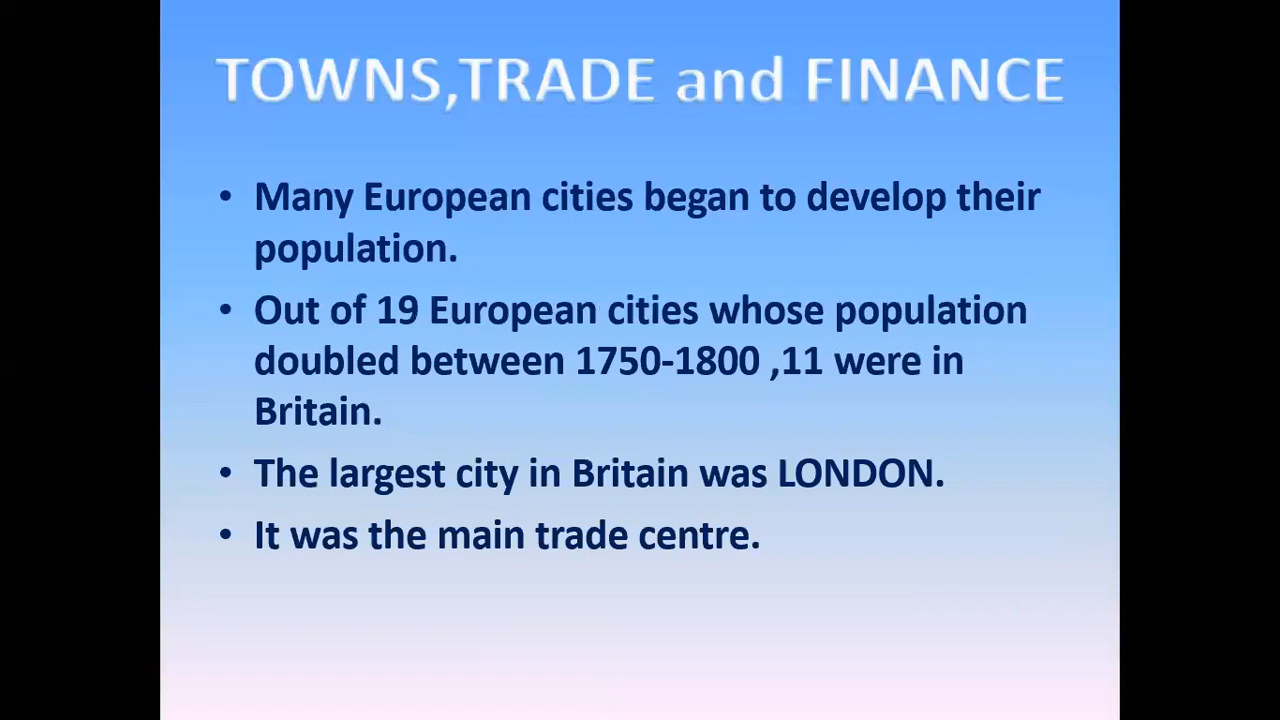 TOWNS,TRADE and FINANCE
• Many European cities began to develop their
population.
• Out of 19 European cities whose population
doubled between 1750-1800 ,11 were in
Britain.
• The largest city in Britain was LONDON.
• It was the main trade centre.